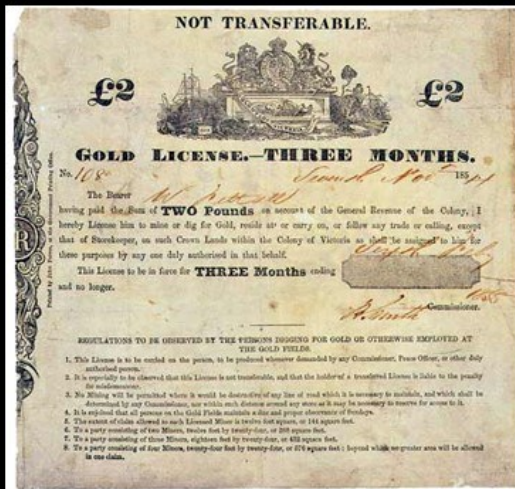 NOT TRANSFERABLE.
£2 £2
GOLD LICENSE.—THREE MONTHS.
No. 108 Nov 1854
The Bearer W.
having paid the Sum of TWO Pounds on account of the General Revenue of the Colony, I
hereby License him to mine or dig for Gold, reside at or carry on, or follow any trade or calling, except
that of Storekeeper, on such Crown Lands within the Colony of Victoria as shall be assigned to him for
these purposes by any one duly authorised in that behalf.
This License to be in force for THREE Months ending
and no longer. 1855
Smith Commissioner.
Printed by John Ferres, at the Government Printing Office.
REGULATIONS TO BE OBSERVED BY THE PERSONS DIGGING FOR GOLD OR OTHERWISE EMPLOYED AT
THE GOLD FIELDS.
1. This License is to be carried on the person, to be produced whenever demanded by any Commissioner, Peace Officer, or other duly
authorised person.
2. It is especially to be observed that this License is not transferable, and that the holder of a transferred License is liable to the penalty
for misdemeanour.
3. No Mining will be permitted where it would be destructive of any line of road which it is necessary to maintain, and which shall be
determined by any Commissioner, nor within such distance around any store as it may be necessary to reserve for access to it.
4. It is enjoined that all persons on the Gold Fields maintain a due and proper observance of Sundays.
5. The extent of claim allowed to each Licensed Miner is twelve feet square, or 144 square feet.
6. To a party consisting of two Miners, twelve feet by twenty-four, or 288 square feet.
7. To a party consisting of three Miners, eighteen feet by twenty-four, or 432 square feet.
8. To a party consisting of four Miners, twenty-four feet by twenty-four, or 576 square feet: beyond which no greater area will be allowed
in one claim.